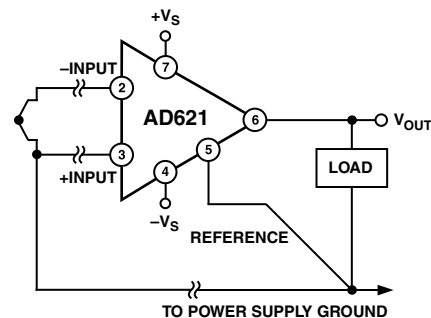 +VS
–INPUT
7
2
AD621
6
VOUT
3
5
+INPUT
4
LOAD
–VS
REFERENCE
TO POWER SUPPLY GROUND